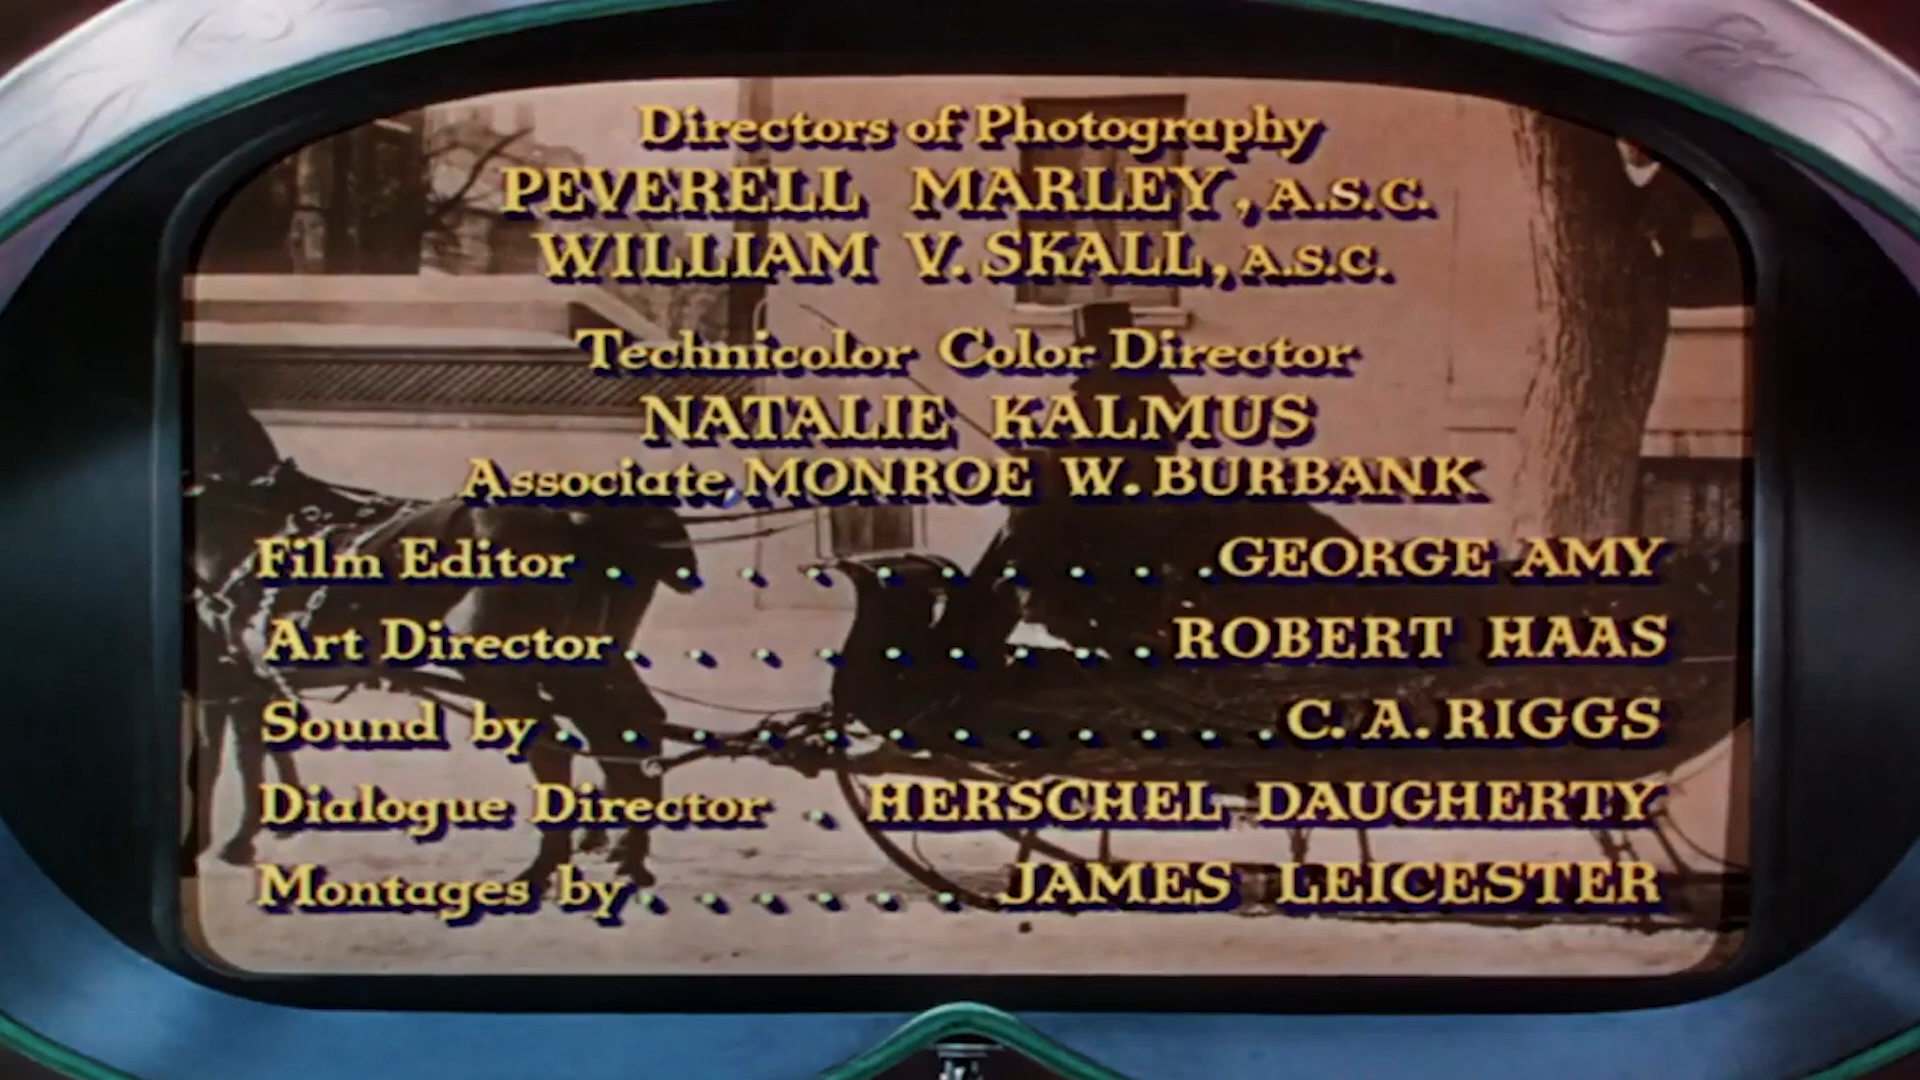 Directors of Photography
PEVERELL MARLEY, A.S.C.
WILLIAM V. SKALL, A.S.C.
Technicolor Color Director
NATALIE KALMUS
Associate, MONROE W. BURBANK
Film Editor . . . . . . . . . . GEORGE AMY
Art Director . . . . . . . . . ROBERT HAAS
Sound by . . . . . . . . . . . . C. A. RIGGS
Dialogue Director . HERSCHEL DAUGHERTY
Montages by . . . . . . JAMES LEICESTER